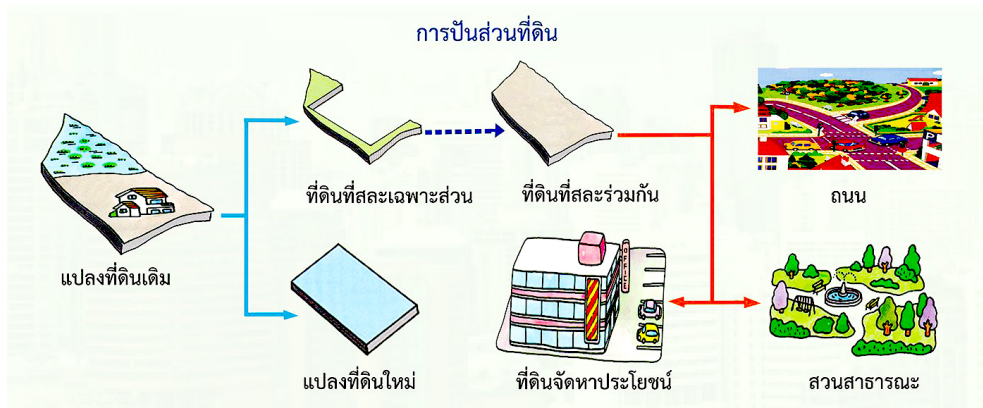 การปันส่วนที่ดิน
ที่ดินที่สละเฉพาะส่วน
ที่ดินที่สละร่วมกัน
ถนน
P
แปลงที่ดินเดิม
OFFICE
แปลงที่ดินใหม่
ที่ดินจัดหาประโยชน์
สวนสาธารณะ